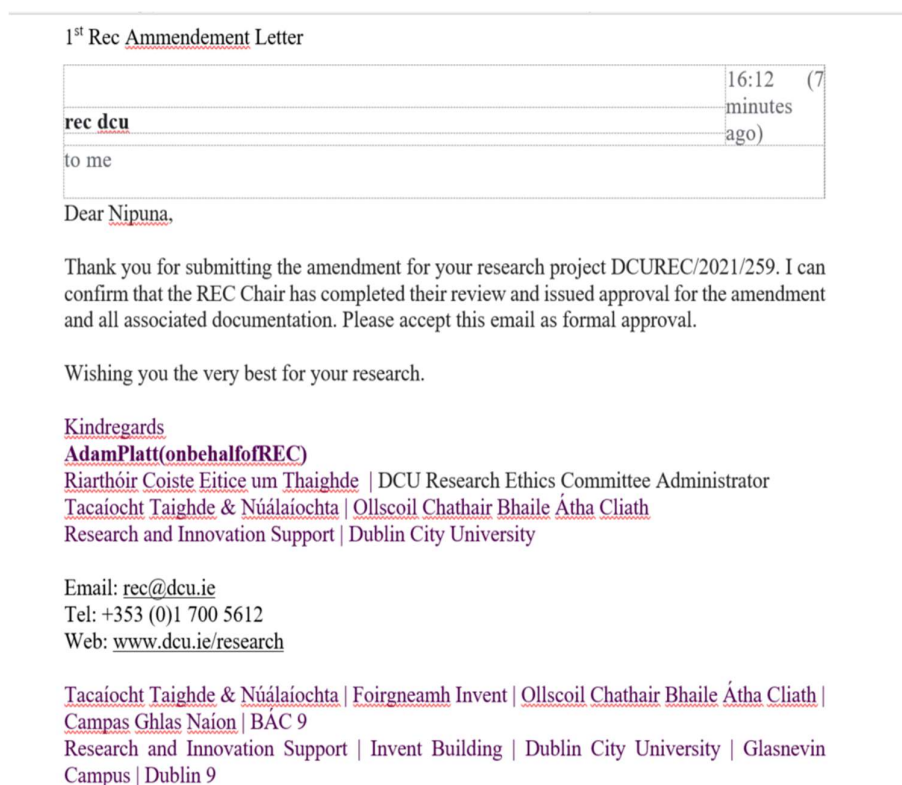 1st Rec Ammendement Letter
16:12 (7
minutes
ago)
rec dcu
to me
Dear Nipuna,
Thank you for submitting the amendment for your research project DCUREC/2021/259. I can
confirm that the REC Chair has completed their review and issued approval for the amendment
and all associated documentation. Please accept this email as formal approval.
Wishing you the very best for your research.
Kindregards
AdamPlatt(onbehalfofREC)
Riarthóir Coiste Eitice um Thaighde | DCU Research Ethics Committee Administrator
Tacaíocht Taighde & Núálaíochta | Ollscoil Chathair Bhaile Átha Cliath
Research and Innovation Support | Dublin City University
Email: rec@dcu.ie
Tel: +353 (0)1 700 5612
Web: www.dcu.ie/research
Tacaíocht Taighde & Núálaíochta | Foirgneamh Invent | Ollscoil Chathair Bhaile Átha Cliath |
Campas Ghlas Naíon | BÁC 9
Research and Innovation Support | Invent Building | Dublin City University | Glasnevin
Campus | Dublin 9